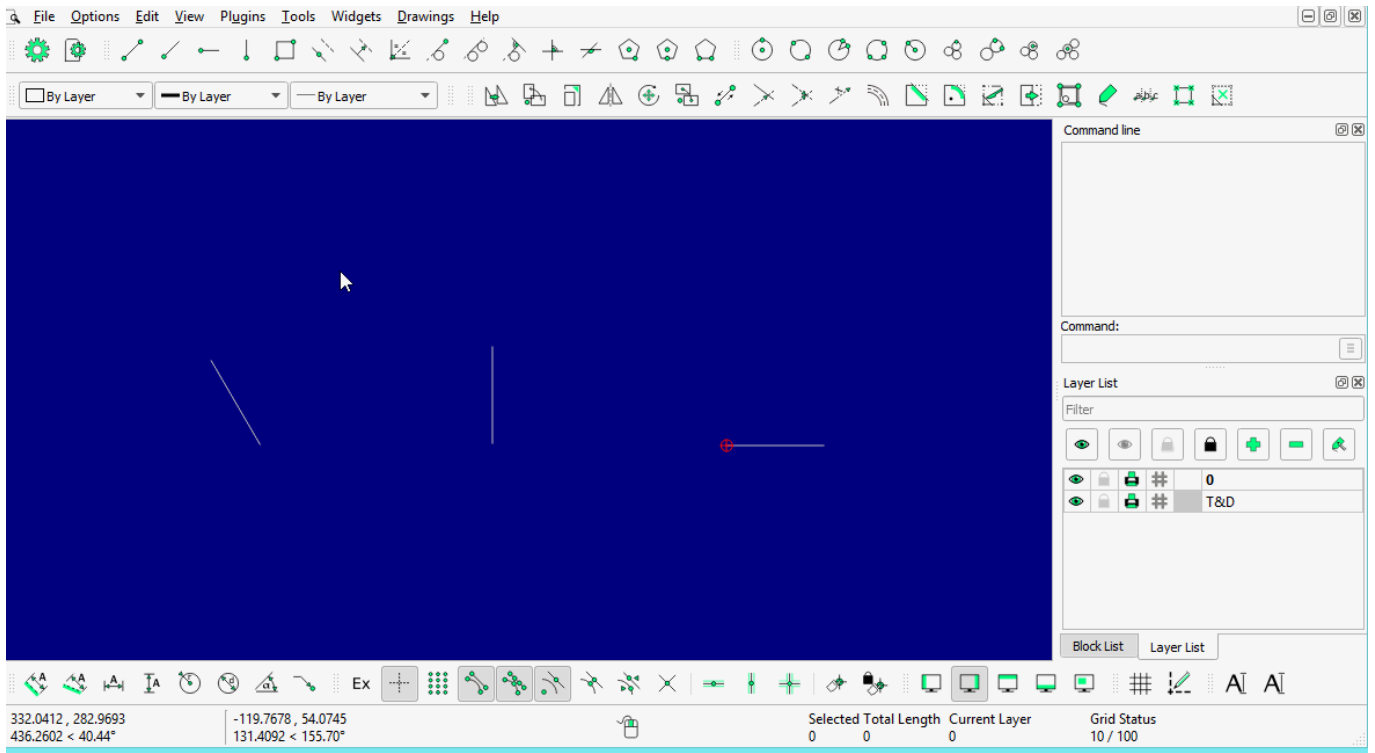 File Options Edit View Plugins Tools Widgets Drawings Help
By Layer By Layer By Layer
Command line
Command:
Layer List
Filter
0
T&D
Block List Layer List
A A A A α Ex AI AI
332.0412 , 282.9693 -119.7678 , 54.0745 Selected Total Length Current Layer Grid Status
436.2602 < 40.44° 131.4092 < 155.70° 0 0 0 10 / 100